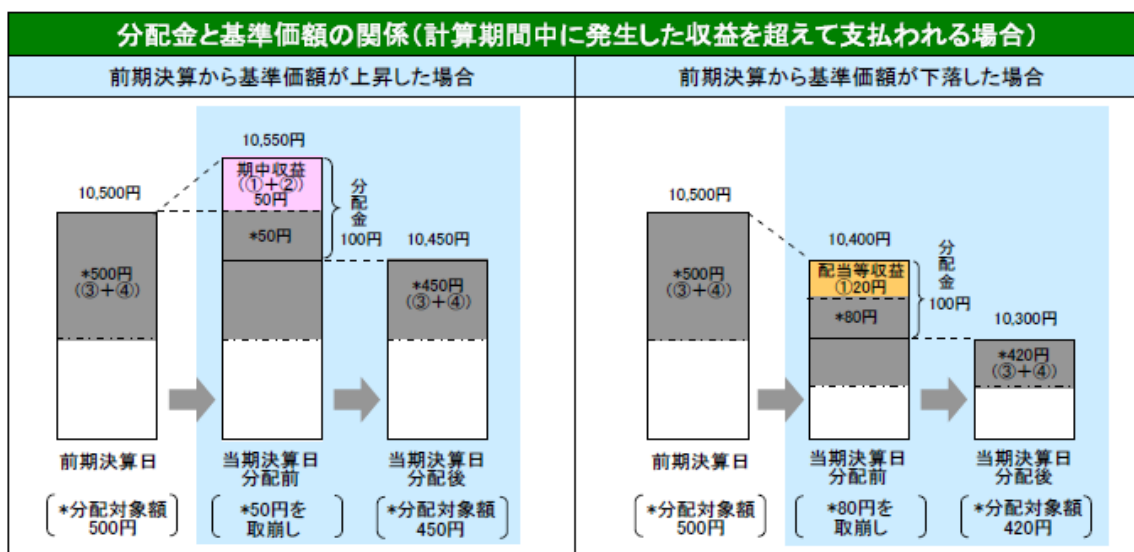 分配金と基準価額の関係(計算期間中に発生した収益を超えて支払われる場合)
前期決算から基準価額が上昇した場合
10,550円
期中収益
(①+②)
50円
10,500円
分配金
100円
*50円
10,450円
*500円
(③+④)
*450円
(③+④)
前期決算日
当期決算日
分配前
当期決算日
分配後
*分配対象額
500円
*50円を
取崩し
*分配対象額
450円
前期決算から基準価額が下落した場合
10,500円
10,400円
分配金
100円
配当等収益
①20円
*500円
(③+④)
*80円
10,300円
*420円
(③+④)
前期決算日
当期決算日
分配前
当期決算日
分配後
*分配対象額
500円
*80円を
取崩し
*分配対象額
420円